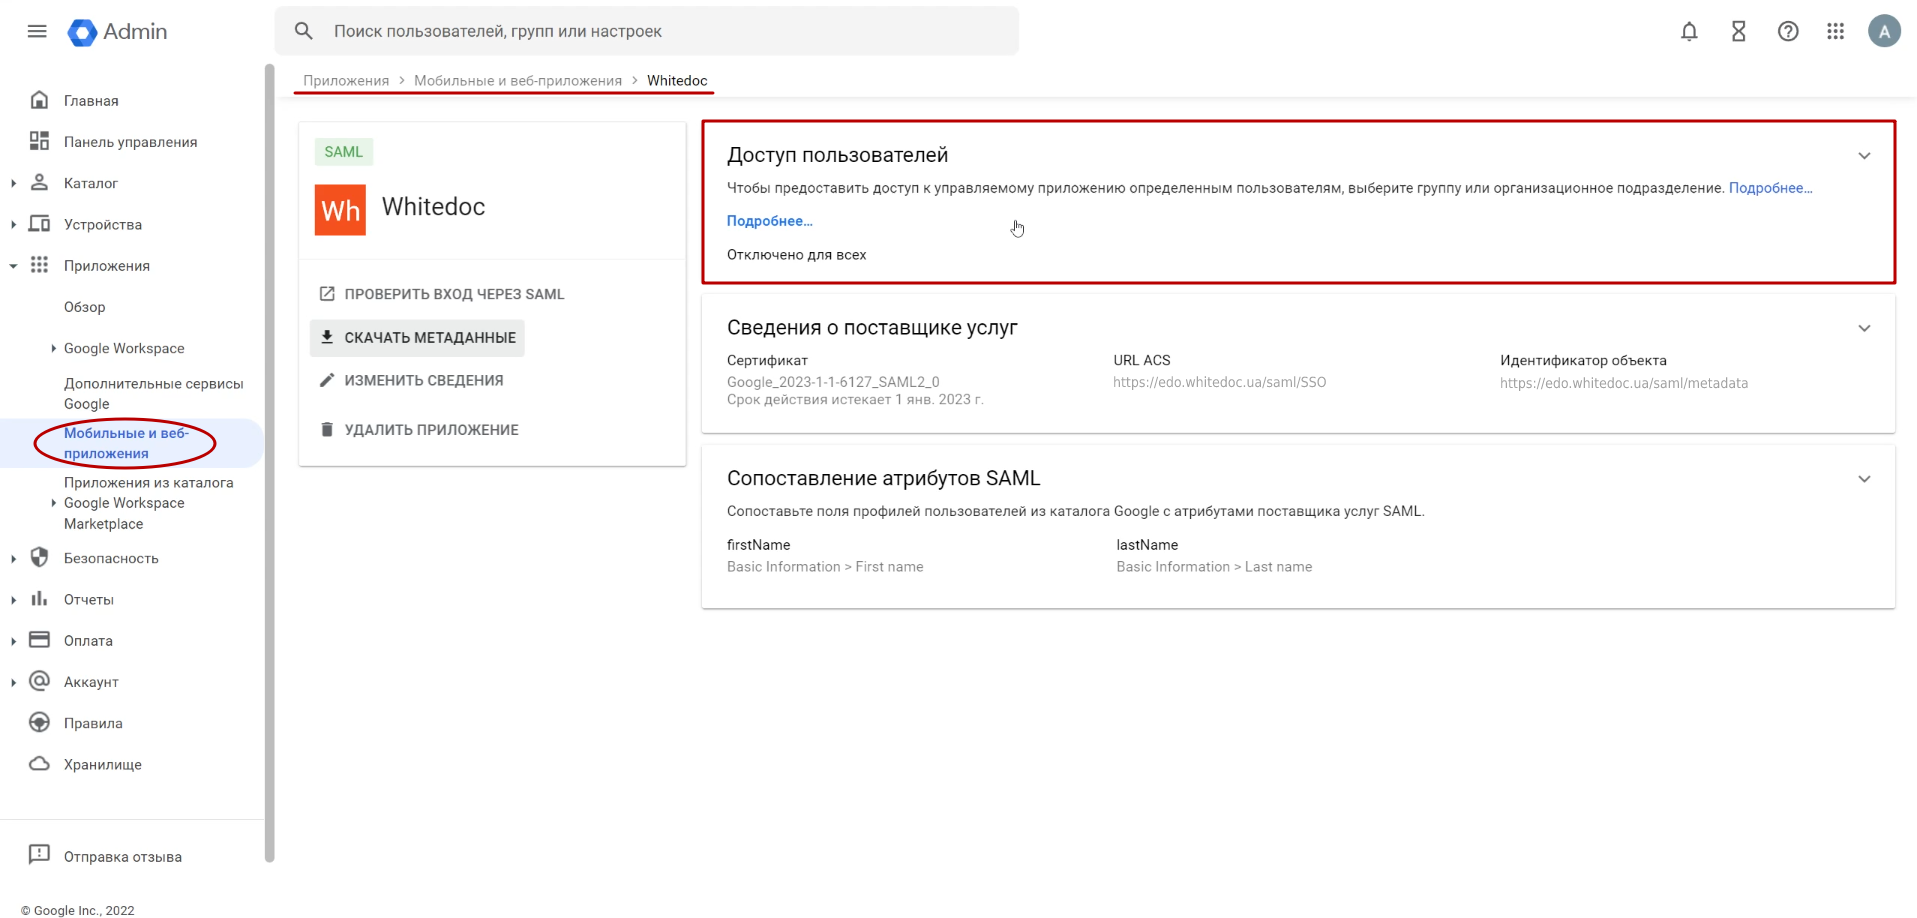 Admin
Поиск пользователей, групп или настроек
A
Приложения > Мобильные и веб-приложения > Whitedoc
Главная
Панель управления
Каталог
Устройства
Приложения
Обзор
Google Workspace
Дополнительные сервисы
Google
Мобильные и веб-
приложения
Приложения из каталога
Google Workspace
Marketplace
Безопасность
Отчеты
Оплата
Аккаунт
Правила
Хранилище
Отправка отзыва
© Google Inc., 2022
SAML
Wh
Whitedoc
ПРОВЕРИТЬ ВХОД ЧЕРЕЗ SAML
СКАЧАТЬ МЕТАДАННЫЕ
ИЗМЕНИТЬ СВЕДЕНИЯ
УДАЛИТЬ ПРИЛОЖЕНИЕ
Доступ пользователей
Чтобы предоставить доступ к управляемому приложению определенным пользователям, выберите группу или организационное подразделение. Подробнее...
Подробнее...
Отключено для всех
Сведения о поставщике услуг
Сертификат
Google_2023-1-1-6127_SAML2_0
Срок действия истекает 1 янв. 2023 г.
URL ACS
https://edo.whitedoc.ua/saml/SSO
Идентификатор объекта
https://edo.whitedoc.ua/saml/metadata
Сопоставление атрибутов SAML
Сопоставьте поля профилей пользователей из каталога Google с атрибутами поставщика услуг SAML.
firstName
Basic Information > First name
lastName
Basic Information > Last name